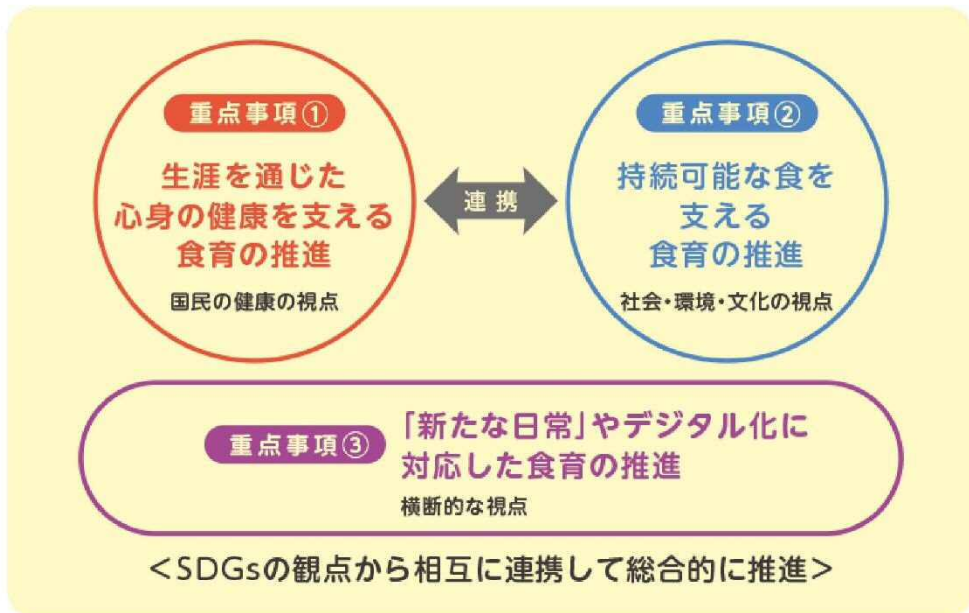 重点事項①
生涯を通じた
心身の健康を支える
食育の推進
国民の健康の視点
連携
重点事項②
持続可能な食を
支える
食育の推進
社会・環境・文化の視点
重点事項③
「新たな日常」やデジタル化に
対応した食育の推進
横断的な視点
<SDGsの観点から相互に連携して総合的に推進>